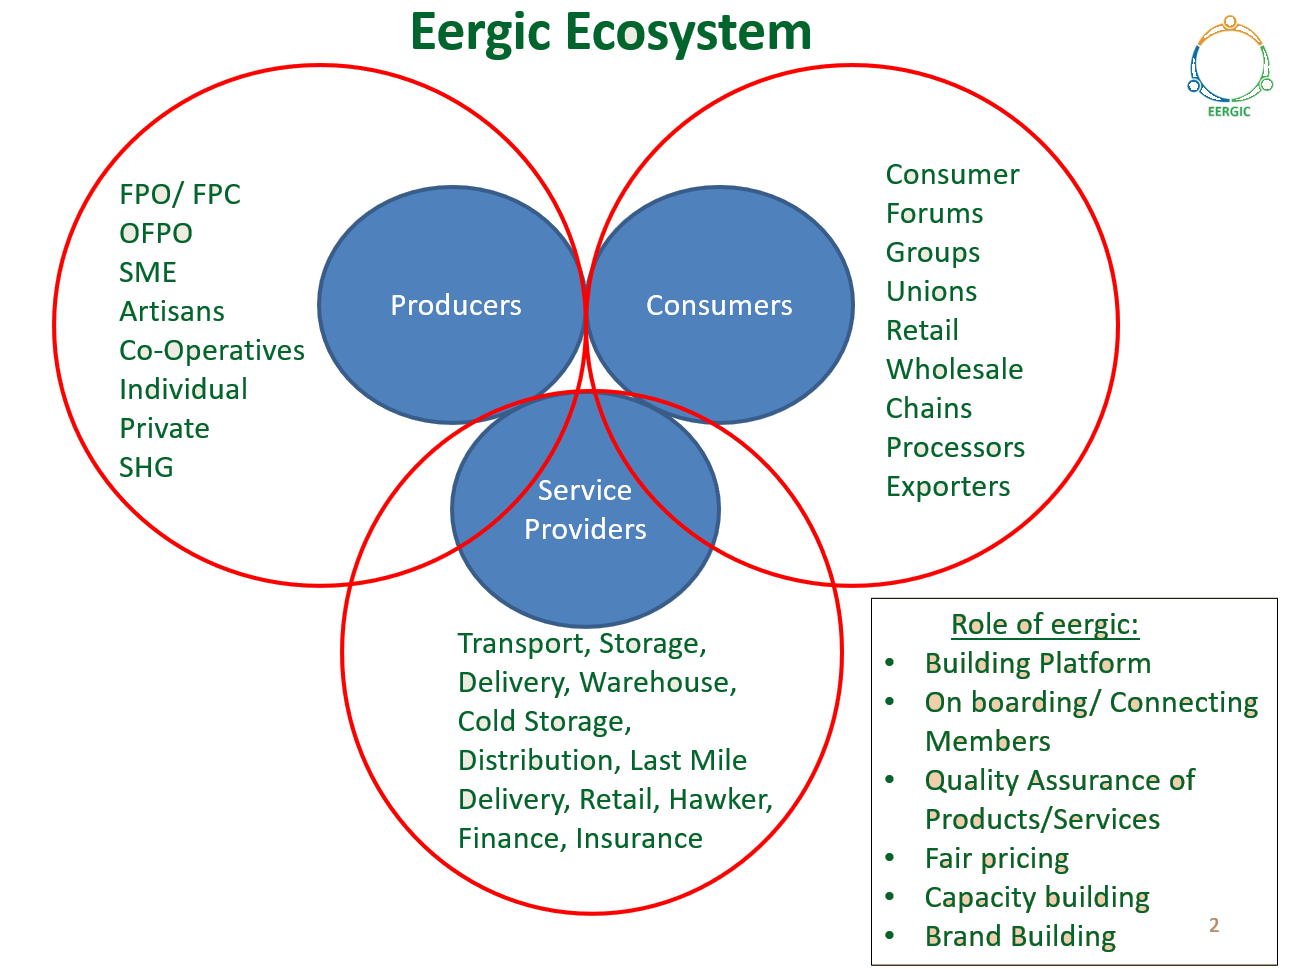 Eergic Ecosystem
EERGIC
FPO/ FPC
OFPO
SME
Artisans
Co-Operatives
Individual
Private
SHG
Producers
Consumers
Consumer
Forums
Groups
Unions
Retail
Wholesale
Chains
Processors
Exporters
Service
Providers
Transport, Storage,
Delivery, Warehouse,
Cold Storage,
Distribution, Last Mile
Delivery, Retail, Hawker,
Finance, Insurance
Role of eergic:
• Building Platform
• On boarding/ Connecting
Members
• Quality Assurance of
Products/Services
• Fair pricing
• Capacity building
• Brand Building
2